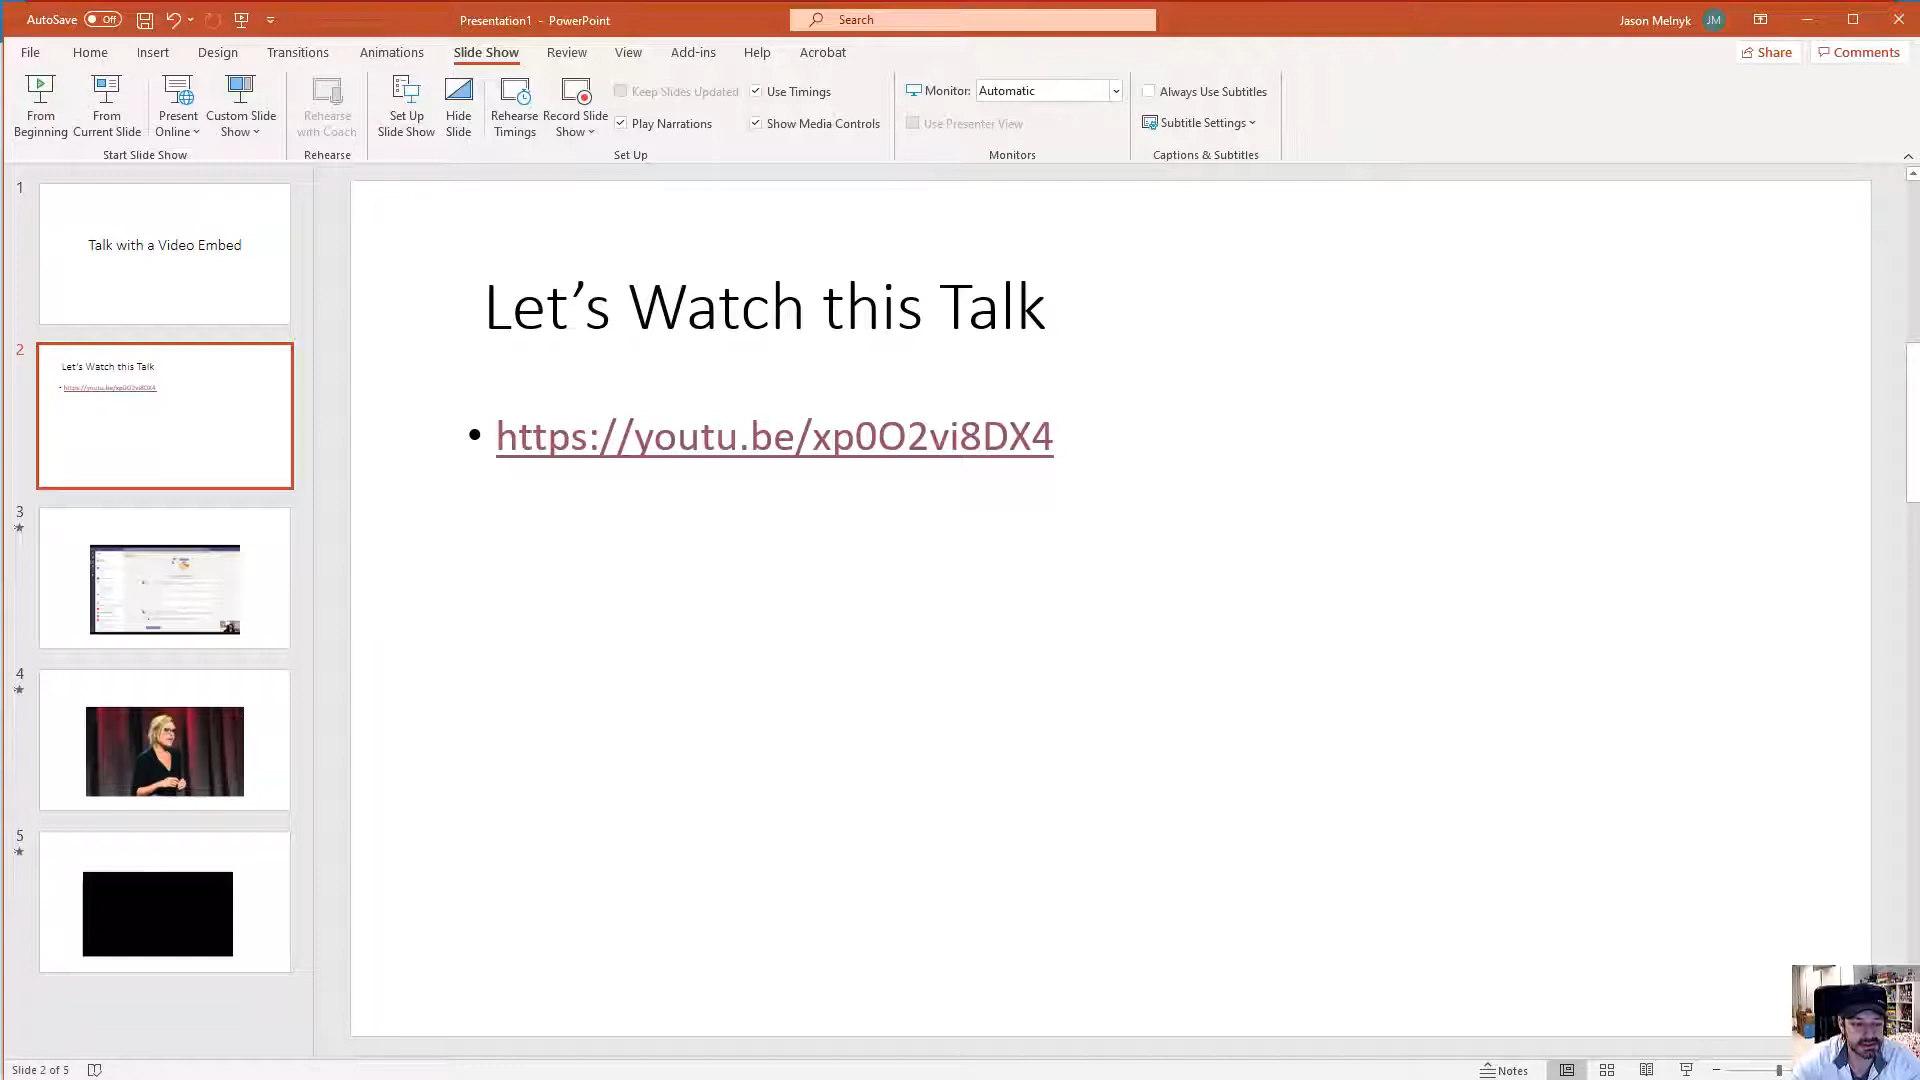 AutoSave Off
Presentation1 - PowerPoint
Search
Jason Melnyk JM
File Home Insert Design Transitions Animations Slide Show Review View Add-ins Help Acrobat
Share Comments
From Beginning
From Current Slide
Present Online
Custom Slide Show
Start Slide Show
Rehearse with Coach
Rehearse
Set Up Slide Show
Hide Slide
Rehearse Timings
Record Slide Show
Keep Slides Updated
Play Narrations
Use Timings
Show Media Controls
Set Up
Monitor: Automatic
Use Presenter View
Monitors
Always Use Subtitles
Subtitle Settings
Captions & Subtitles
1
Talk with a Video Embed
2
Let's Watch this Talk
• https://youtu.be/xp0O2vi8DX4
3
4
5
Let’s Watch this Talk
• https://youtu.be/xp0O2vi8DX4
Slide 2 of 5
Notes